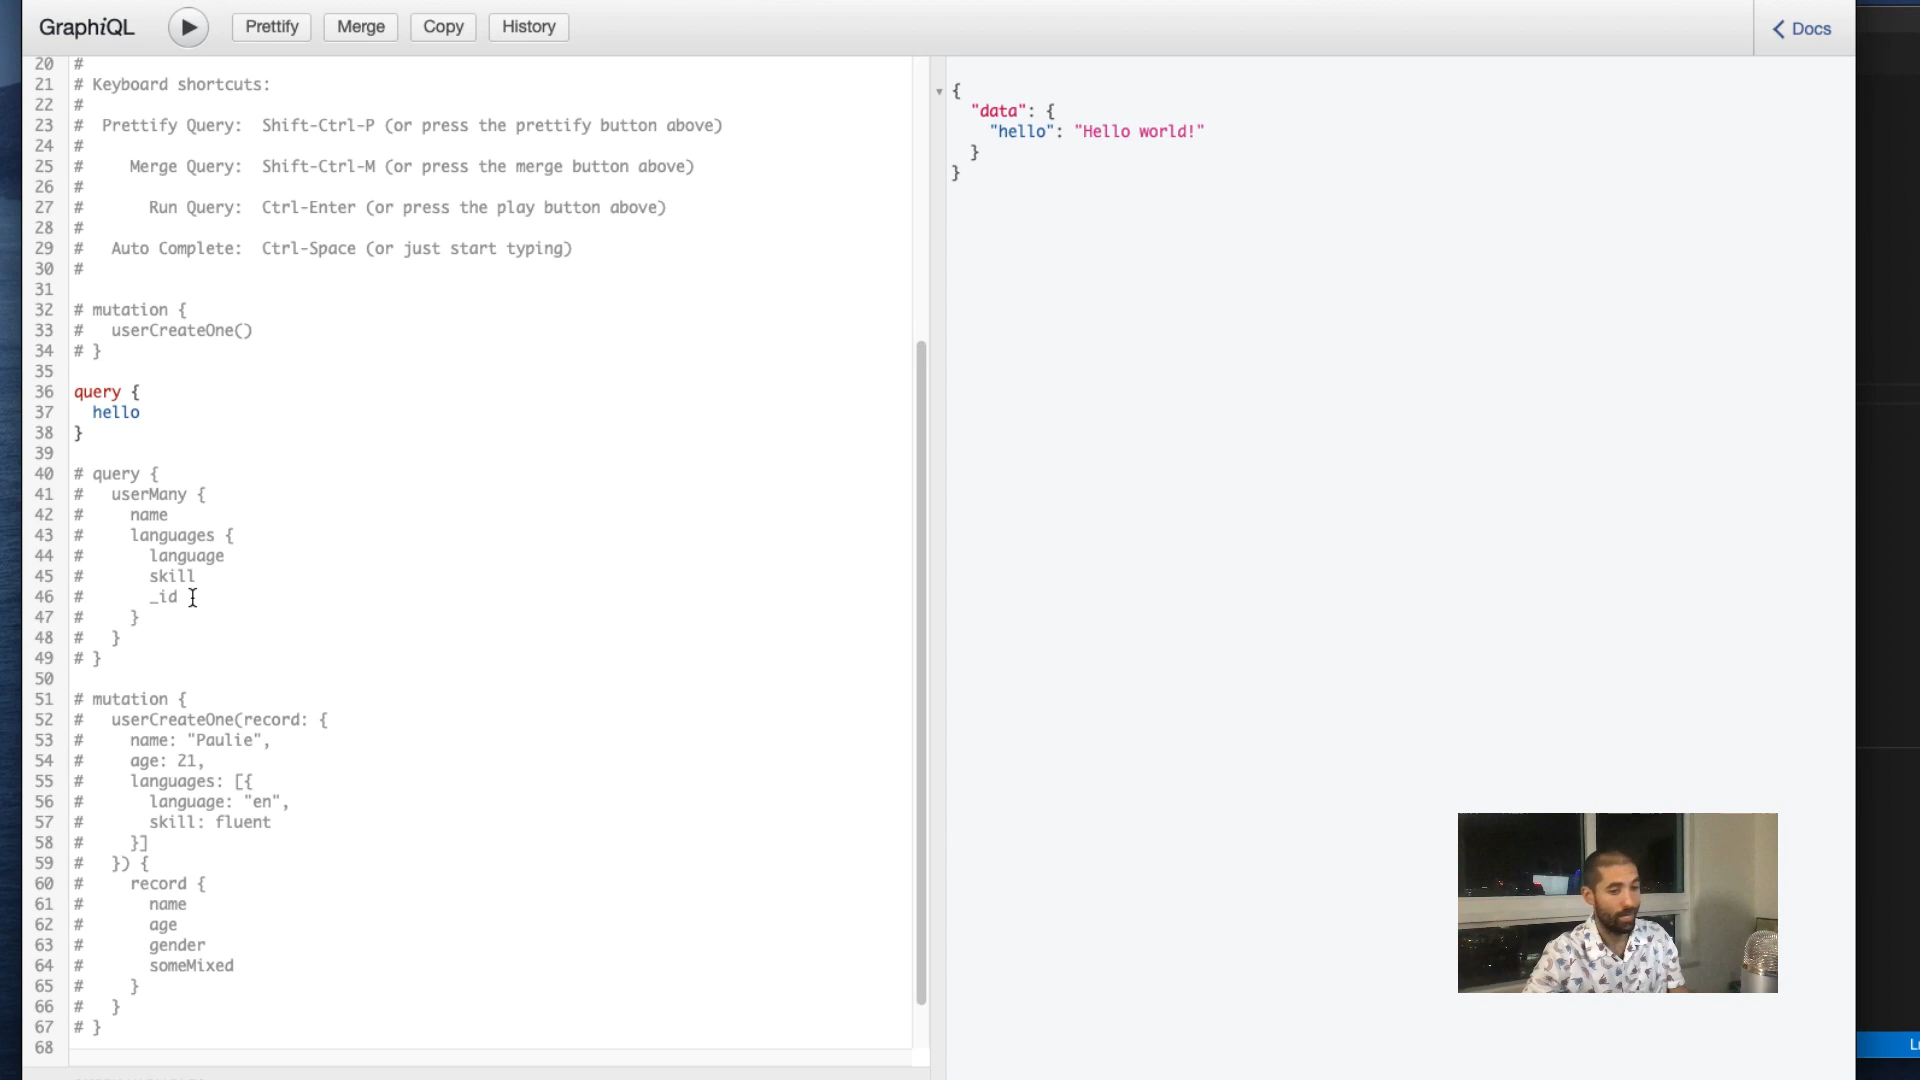 GraphiQL
Prettify
Merge
Copy
History
Docs
20 #
21 # Keyboard shortcuts:
22 #
23 #  Prettify Query:  Shift-Ctrl-P (or press the prettify button above)
24 #
25 #     Merge Query:  Shift-Ctrl-M (or press the merge button above)
26 #
27 #       Run Query:  Ctrl-Enter (or press the play button above)
28 #
29 #   Auto Complete:  Ctrl-Space (or just start typing)
30 #
31
32 # mutation {
33 #   userCreateOne()
34 # }
35
36 query {
37   hello
38 }
39
40 # query {
41 #   userMany {
42 #     name
43 #     languages {
44 #       language
45 #       skill
46 #       _id
47 #     }
48 #   }
49 # }
50
51 # mutation {
52 #   userCreateOne(record: {
53 #     name: "Paulie",
54 #     age: 21,
55 #     languages: [{
56 #       language: "en",
57 #       skill: fluent
58 #     }]
59 #   }) {
60 #     record {
61 #       name
62 #       age
63 #       gender
64 #       someMixed
65 #     }
66 #   }
67 # }
68
{
  "data": {
    "hello": "Hello world!"
  }
}